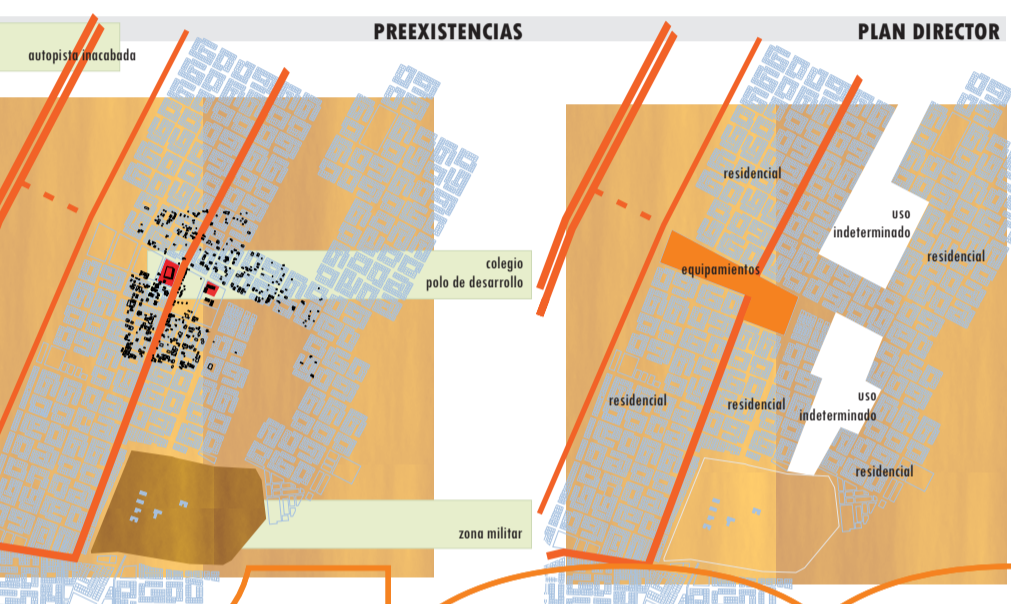 PREEXISTENCIAS
autopista inacabada
colegio
polo de desarrollo
zona militar
PLAN DIRECTOR
residencial
uso
indeterminado
residencial
equipamientos
residencial
residencial
uso
indeterminado
residencial